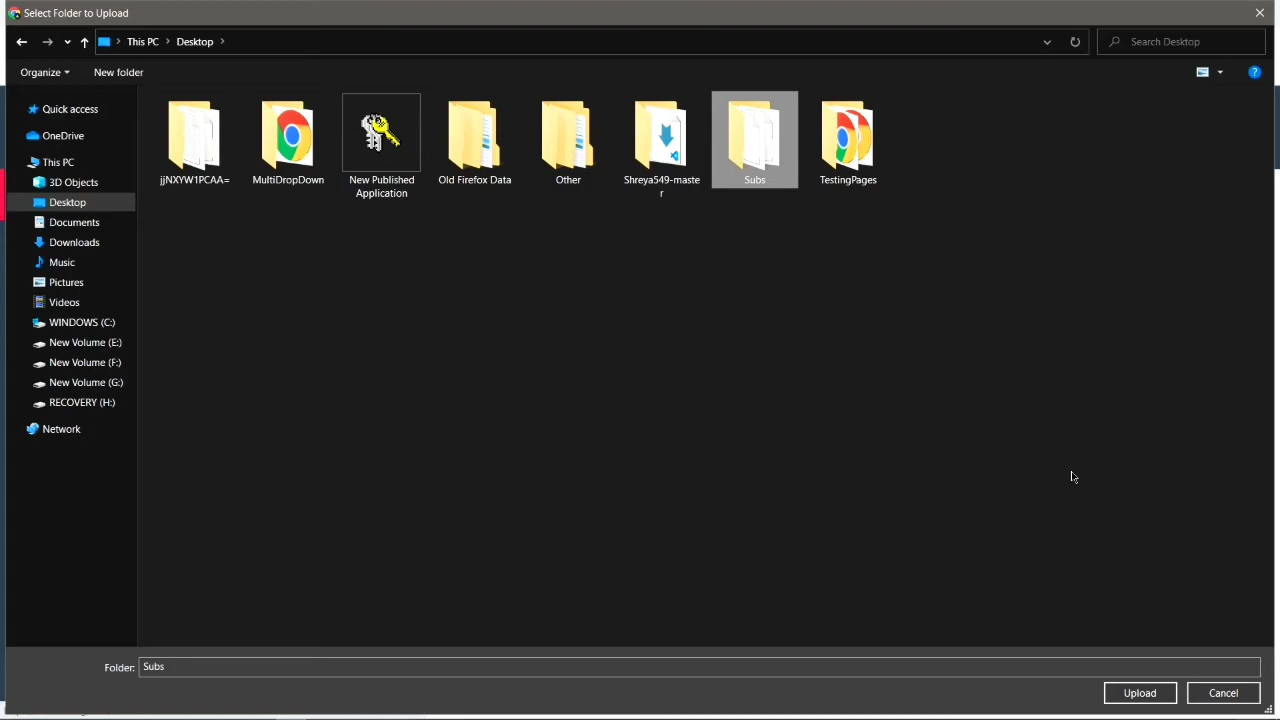 Select Folder to Upload
This PC
Desktop
Search Desktop
Organize
New folder
Quick access
OneDrive
This PC
3D Objects
Desktop
Documents
Downloads
Music
Pictures
Videos
WINDOWS (C:)
New Volume (E:)
New Volume (F:)
New Volume (G:)
RECOVERY (H:)
Network
jjNXYW1PCAA=
MultiDropDown
New Published
Application
Old Firefox Data
Other
Shreya549-maste
r
Subs
TestingPages
Folder:
Subs
Upload
Cancel